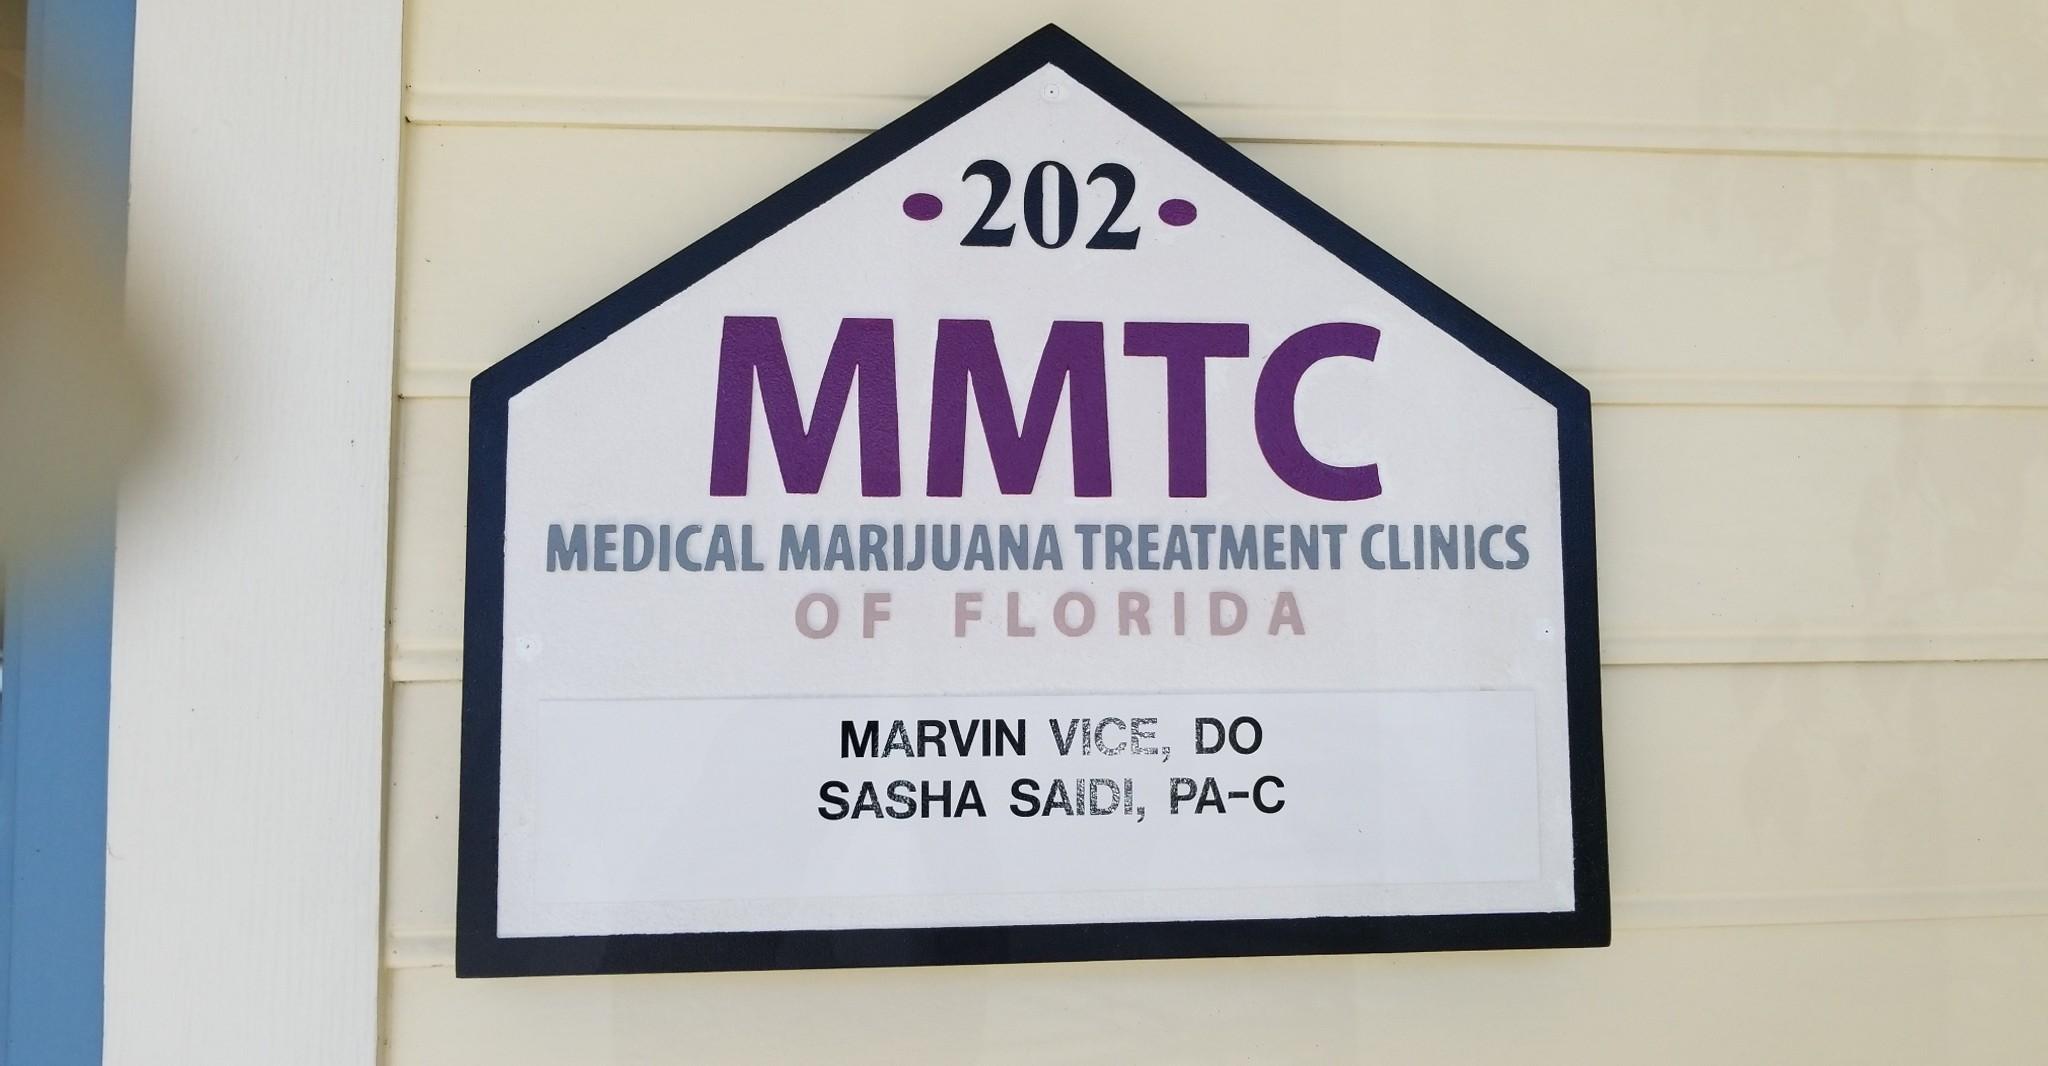 • 202 •
MMTC
MEDICAL MARIJUANA TREATMENT CLINICS
OF FLORIDA
MARVIN VICE, DO
SASHA SAIDI, PA-C